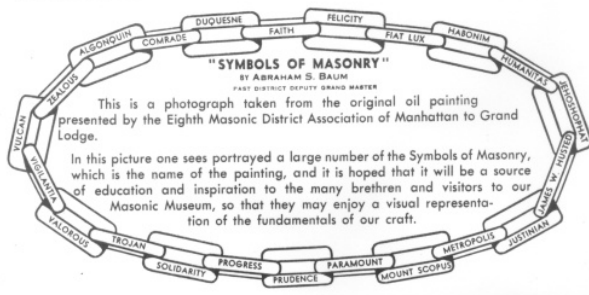 DUQUESNE
FELICITY
ALGONQUIN
COMRADE
FAITH
FIAT LUX
HABONIM
HUMANITAS
ZEALOUS
JEHOSHOPHAT
VULCAN
"SYMBOLS OF MASONRY"
BY ABRAHAM S. BAUM
PAST DISTRICT DEPUTY GRAND MASTER
This is a photograph taken from the original oil painting
presented by the Eighth Masonic District Association of Manhattan to Grand
Lodge.
In this picture one sees portrayed a large number of the Symbols of Masonry,
which is the name of the painting, and it is hoped that it will be a source
of education and inspiration to the many brethren and visitors to our
Masonic Museum, so that they may enjoy a visual representa-
tion of the fundamentals of our craft.
VIGILANTIA
JAMES W. HUSTED
VALOROUS
JUSTINIAN
TROJAN
METROPOLIS
SOLIDARITY
PROGRESS
PARAMOUNT
MOUNT SCOPUS
PRUDENCE